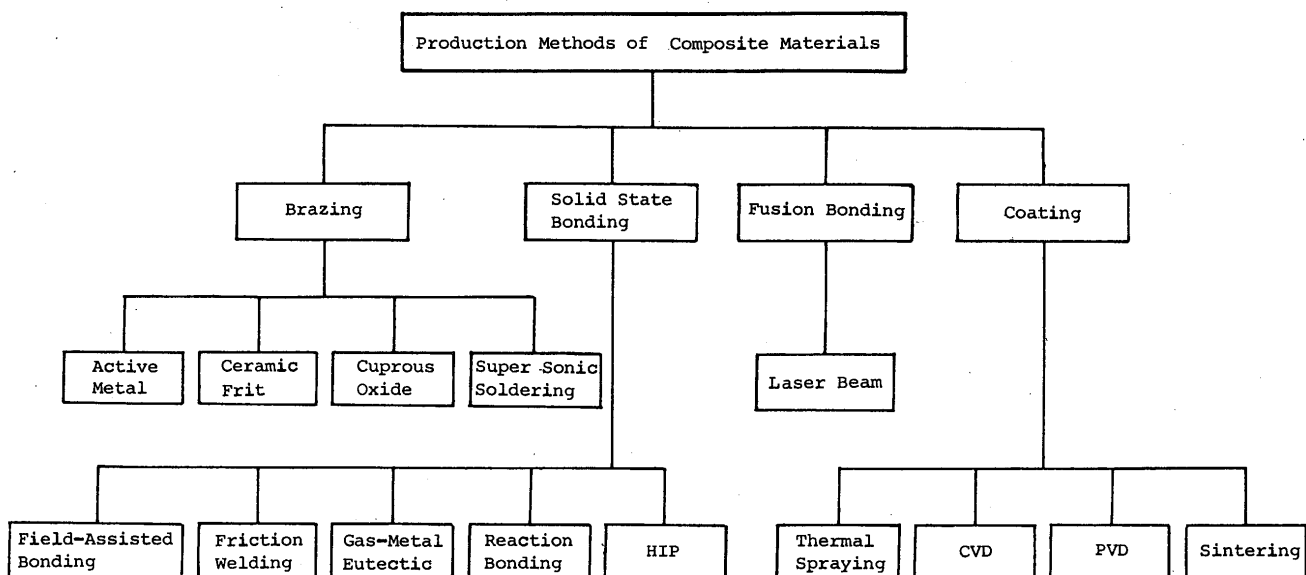 Production Methods of Composite Materials
Brazing
Solid State
Bonding
Fusion Bonding
Coating
Active
Metal
Ceramic
Frit
Cuprous
Oxide
Super Sonic
Soldering
Laser Beam
Field-Assisted
Bonding
Friction
Welding
Gas-Metal
Eutectic
Reaction
Bonding
HIP
Thermal
Spraying
CVD
PVD
Sintering